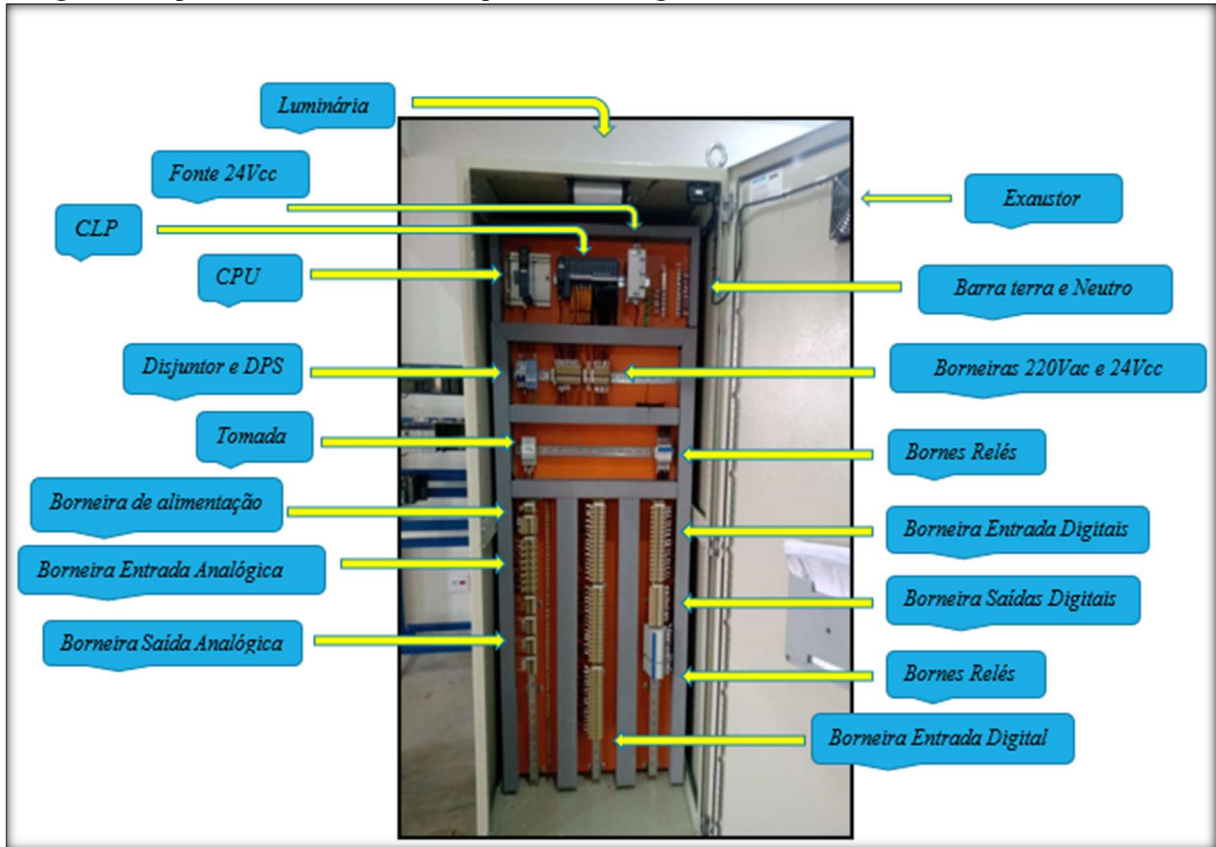 Luminária
Fonte 24Vcc
CLP
CPU
Disjuntor e DPS
Tomada
Borneira de alimentação
Borneira Entrada Analógica
Borneira Saída Analógica
Exaustor
Barra terra e Neutro
Borneiras 220Vac e 24Vcc
Bornes Relés
Borneira Entrada Digitais
Borneira Saídas Digitais
Bornes Relés
Borneira Entrada Digital